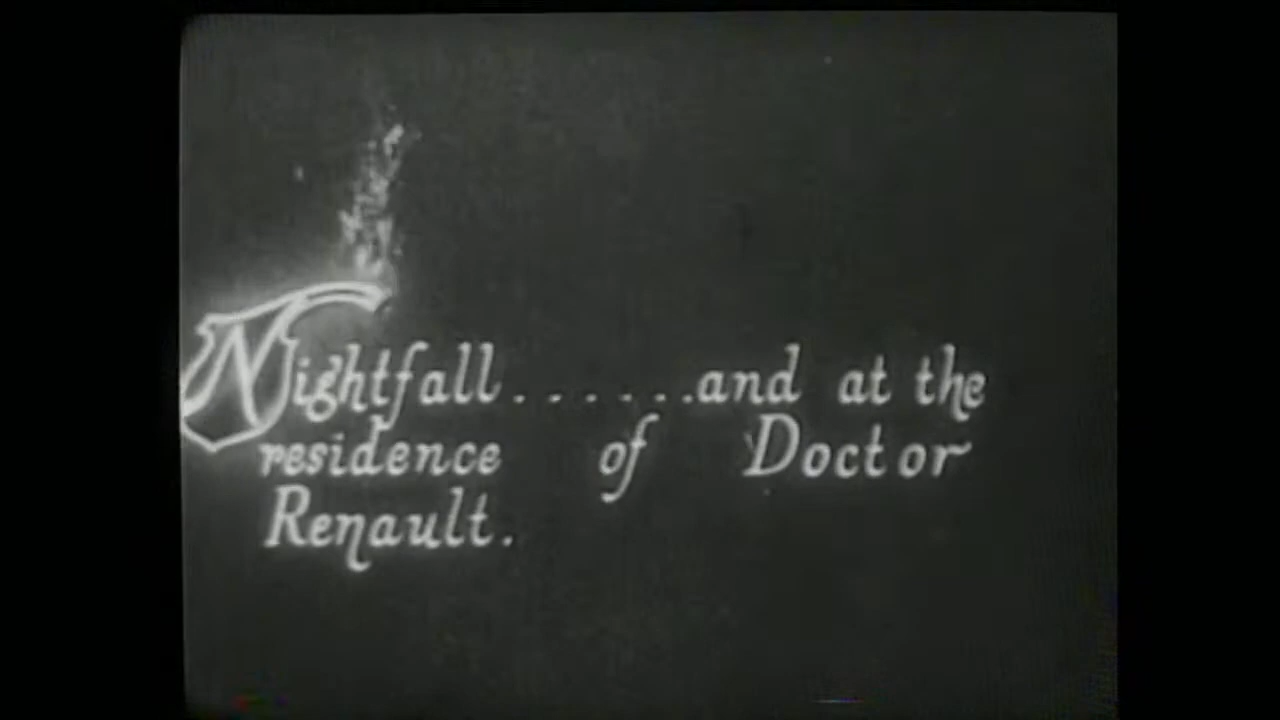 Nightfall......and at the
residence of Doctor
Renault.